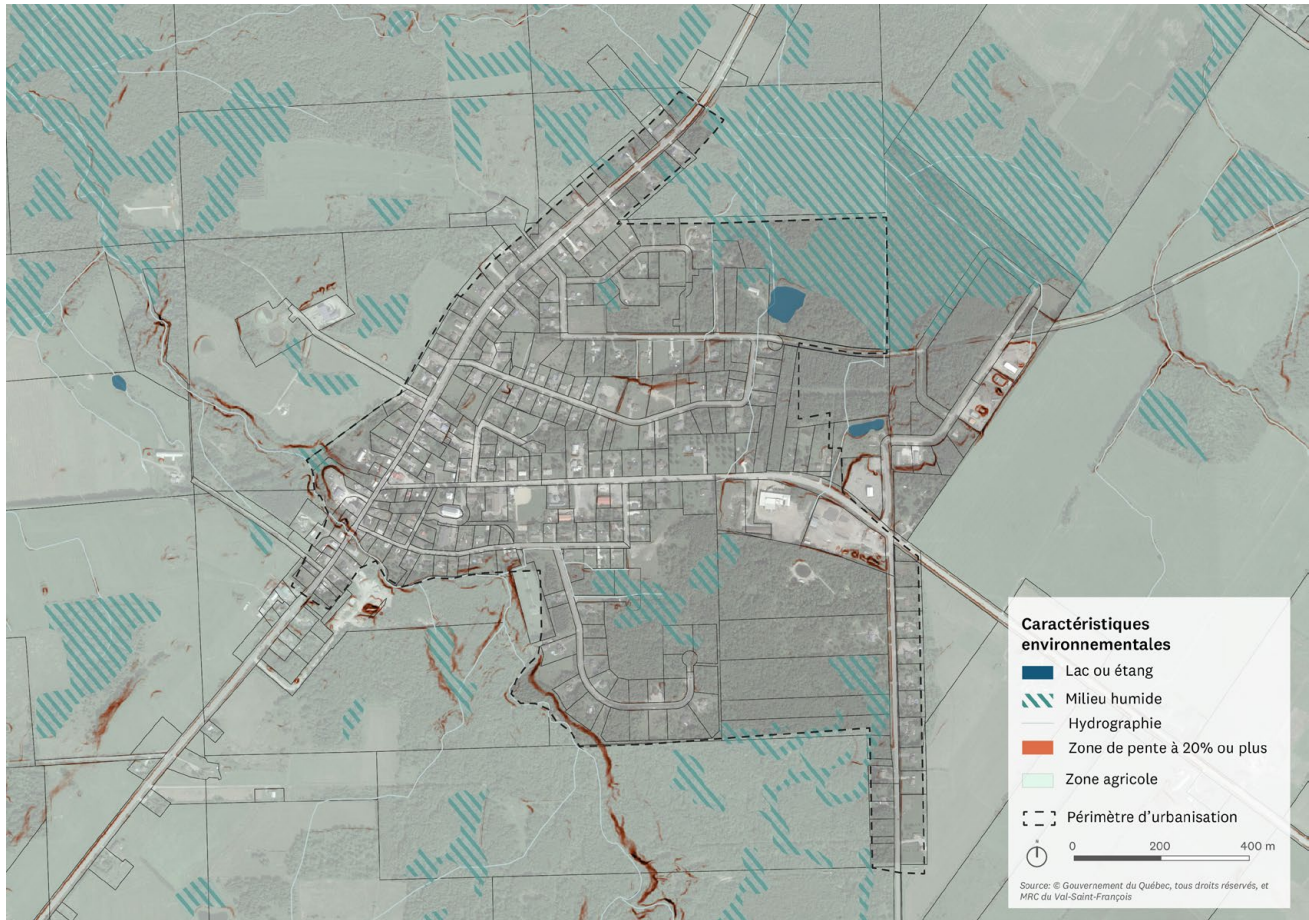 Caractéristiques
environnementales
Lac ou étang
Milieu humide
Hydrographie
Zone de pente à 20% ou plus
Zone agricole
Périmètre d'urbanisation
0 200 400 m
Source: © Gouvernement du Québec, tous droits réservés, et
MRC du Val-Saint-François